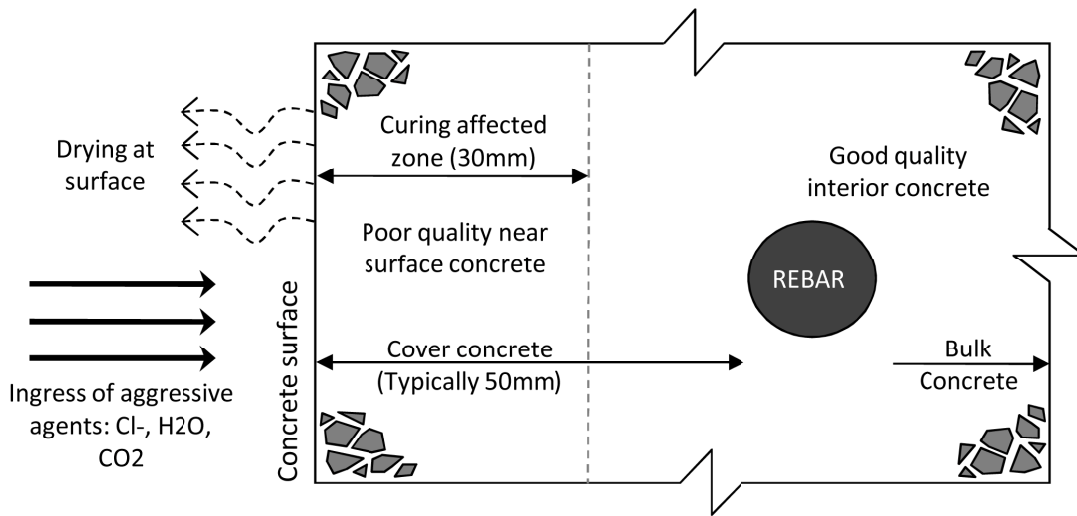 Drying at
surface
Ingress of aggressive
agents: Cl-, H2O,
CO2
Concrete surface
Curing affected
zone (30mm)
Poor quality near
surface concrete
Cover concrete
(Typically 50mm)
Good quality
interior concrete
REBAR
Bulk
Concrete